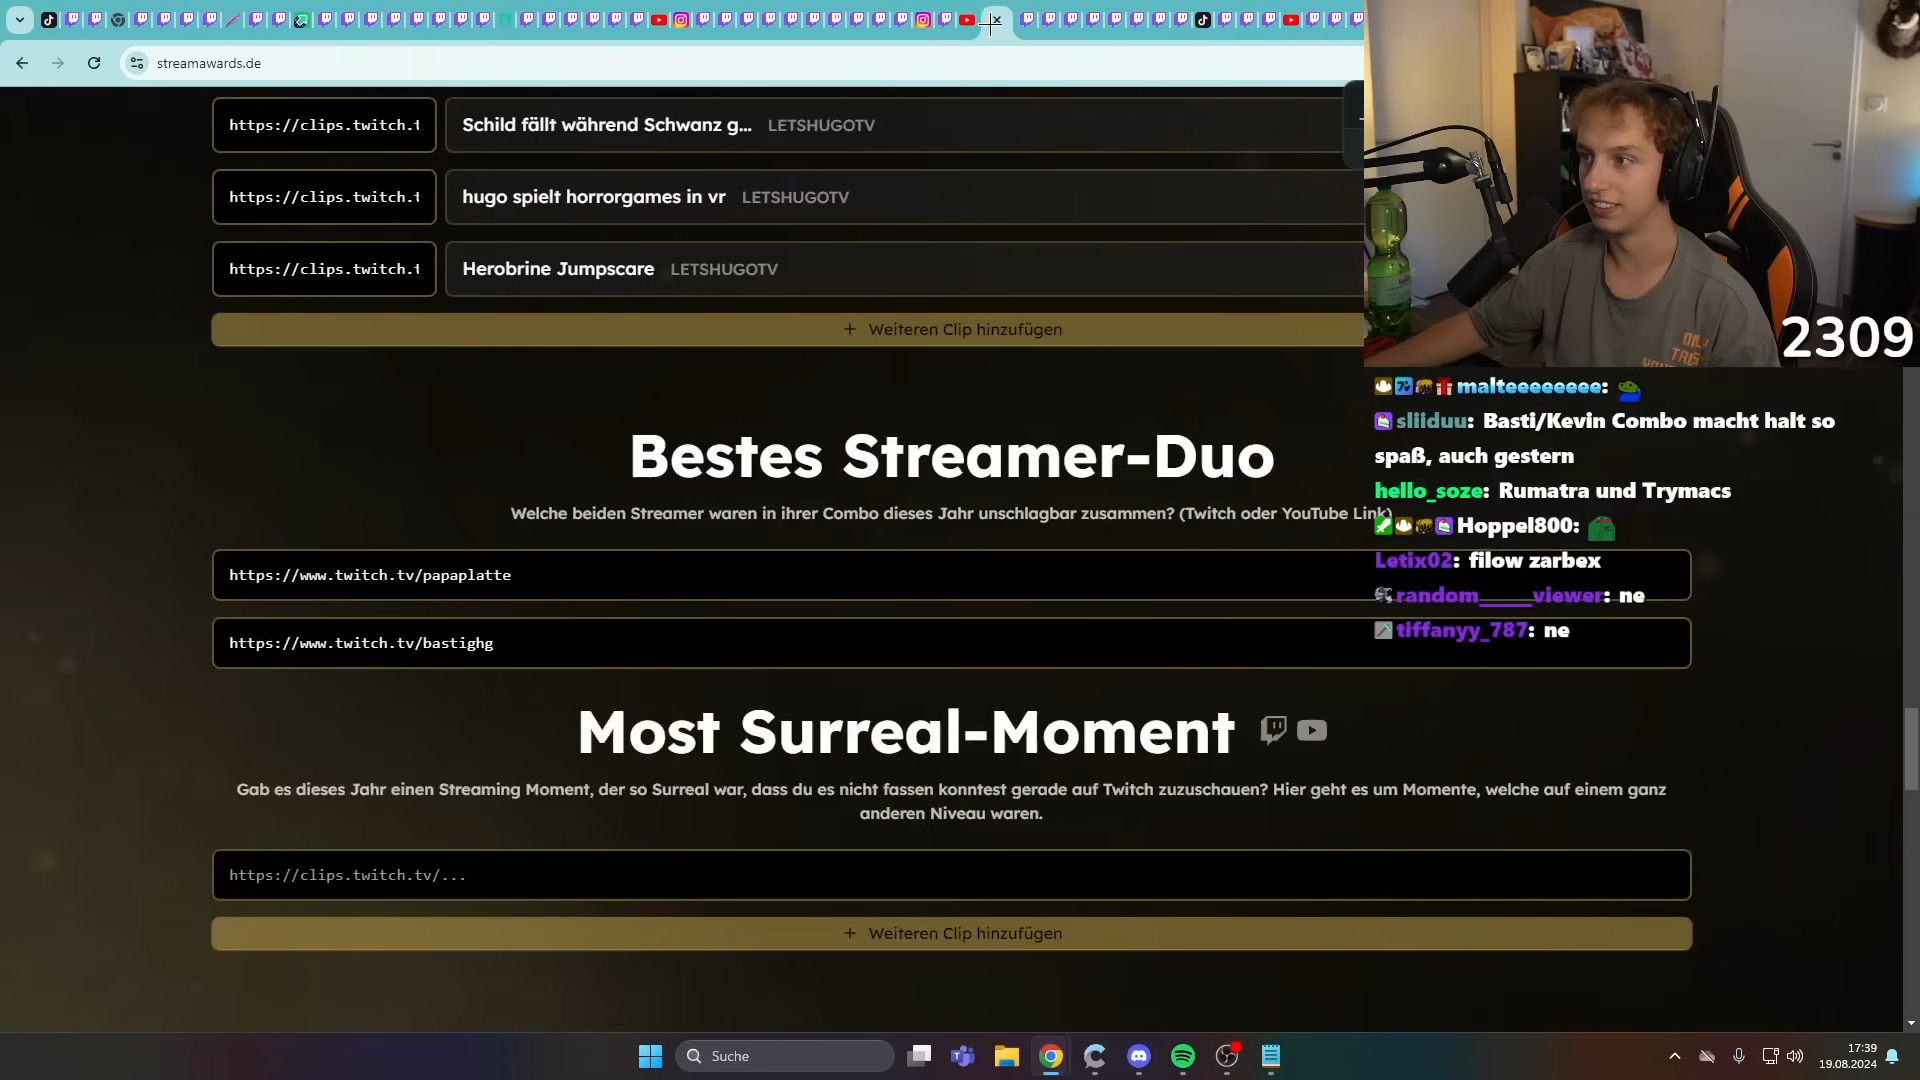 streamawards.de
https://clips.twitch.t
Schild fällt während Schwanz g... LETSHUGOTV
https://clips.twitch.t
hugo spielt horrorgames in vr LETSHUGOTV
https://clips.twitch.t
Herobrine Jumpscare LETSHUGOTV
+ Weiteren Clip hinzufügen
Bestes Streamer-Duo
Welche beiden Streamer waren in ihrer Combo dieses Jahr unschlagbar zusammen? (Twitch oder YouTube Link)
https://www.twitch.tv/papaplatte
https://www.twitch.tv/bastighg
Most Surreal-Moment
Gab es dieses Jahr einen Streaming Moment, der so Surreal war, dass du es nicht fassen konntest gerade auf Twitch zuzuschauen? Hier geht es um Momente, welche auf einem ganz
anderen Niveau waren.
https://clips.twitch.tv/...
+ Weiteren Clip hinzufügen
2309
malteeeeeeee:
sliiduu: Basti/Kevin Combo macht halt so
spaß, auch gestern
hello_soze: Rumatra und Trymacs
Hoppel800:
Letix02: filow zarbex
random_____viewer: ne
tiffanyy_787: ne
Suche
17:39
19.08.2024